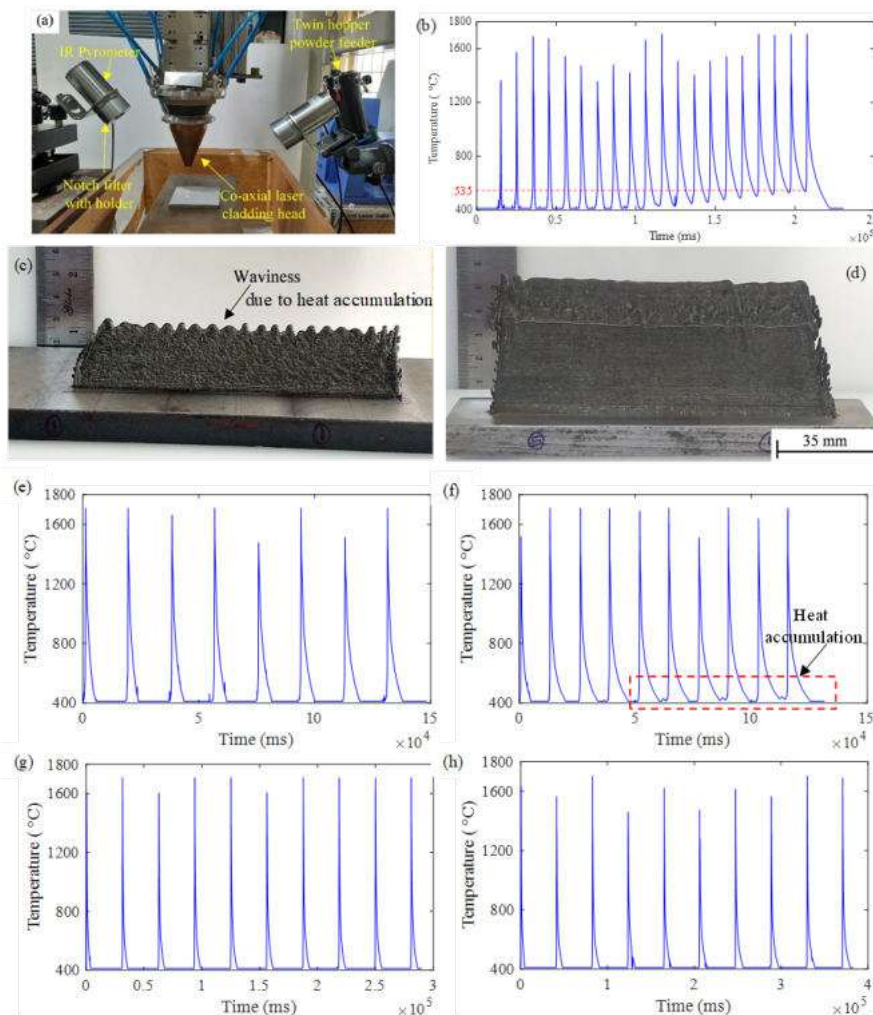 (a)
IR Pyrometer
Twin hopper
powder feeder
Notch filter
with holder
Co-axial laser
cladding head
(b)
1800
1600
1200
800
535
400
Temperature ( °C)
0
0.5
1
1.5
2
×10⁵
Time (ms)
(c)
Waviness
due to heat accumulation
(d)
35 mm
(e)
1800
1600
1200
800
400
Temperature ( °C)
0
5
10
15
×10⁴
Time (ms)
(f)
1800
1600
1200
800
400
Temperature ( °C)
Heat
accumulation
0
5
10
15
×10⁴
Time (ms)
(g)
1800
1600
1200
800
400
Temperature ( °C)
0
0.5
1
1.5
2
2.5
3
×10⁵
Time (ms)
(h)
1800
1600
1200
800
400
Temperature ( °C)
0
1
2
3
4
×10⁵
Time (ms)